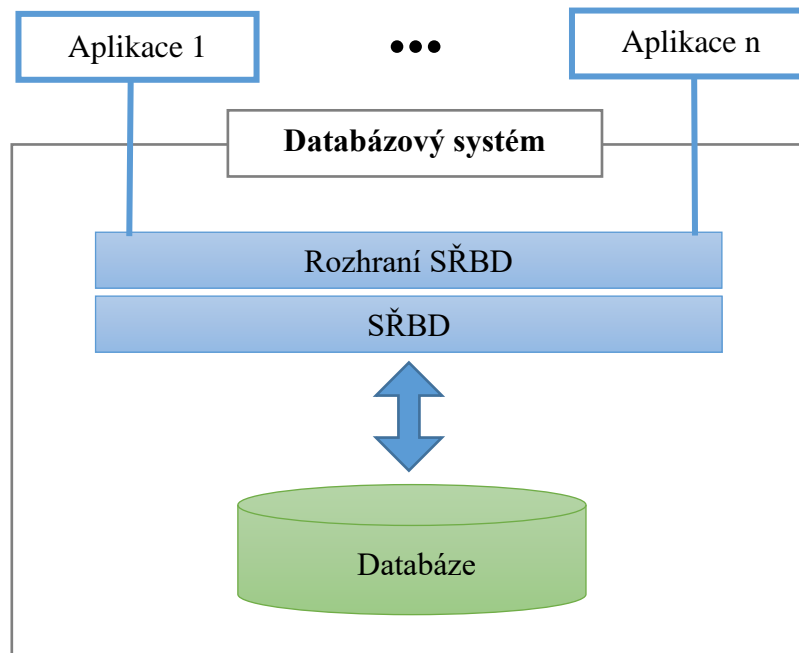 Aplikace 1
•••
Aplikace n
Databázový systém
Rozhraní SŘBD
SŘBD
Databáze